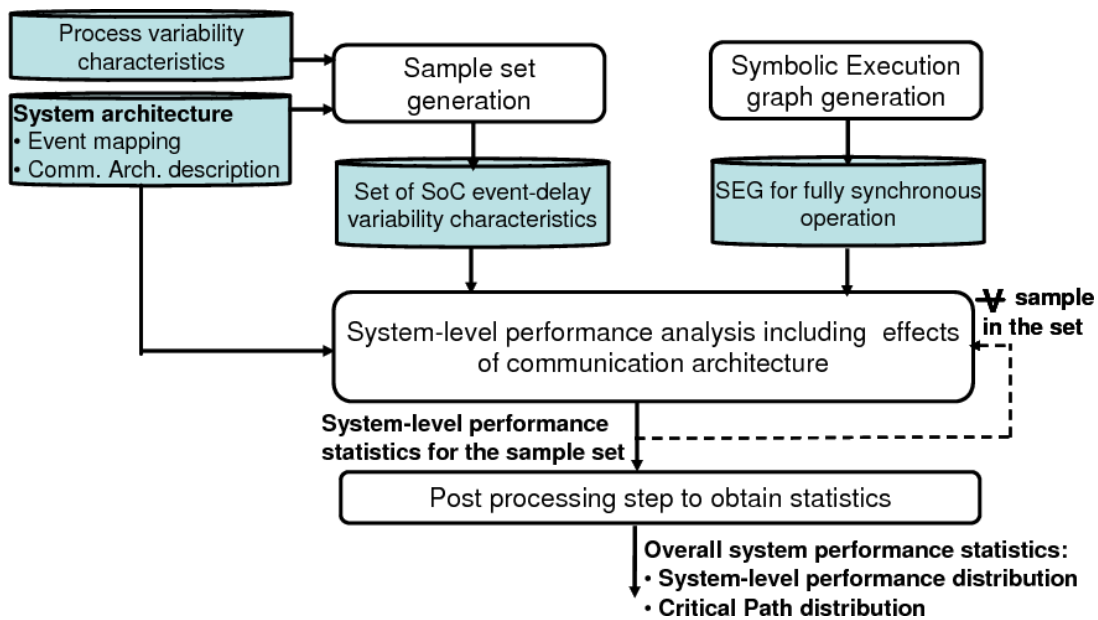 Process variability
characteristics
System architecture
• Event mapping
• Comm. Arch. description
Sample set
generation
Symbolic Execution
graph generation
Set of SoC event-delay
variability characteristics
SEG for fully synchronous
operation
System-level performance analysis including effects
of communication architecture
∀ sample
in the set
System-level performance
statistics for the sample set
Post processing step to obtain statistics
Overall system performance statistics:
• System-level performance distribution
• Critical Path distribution